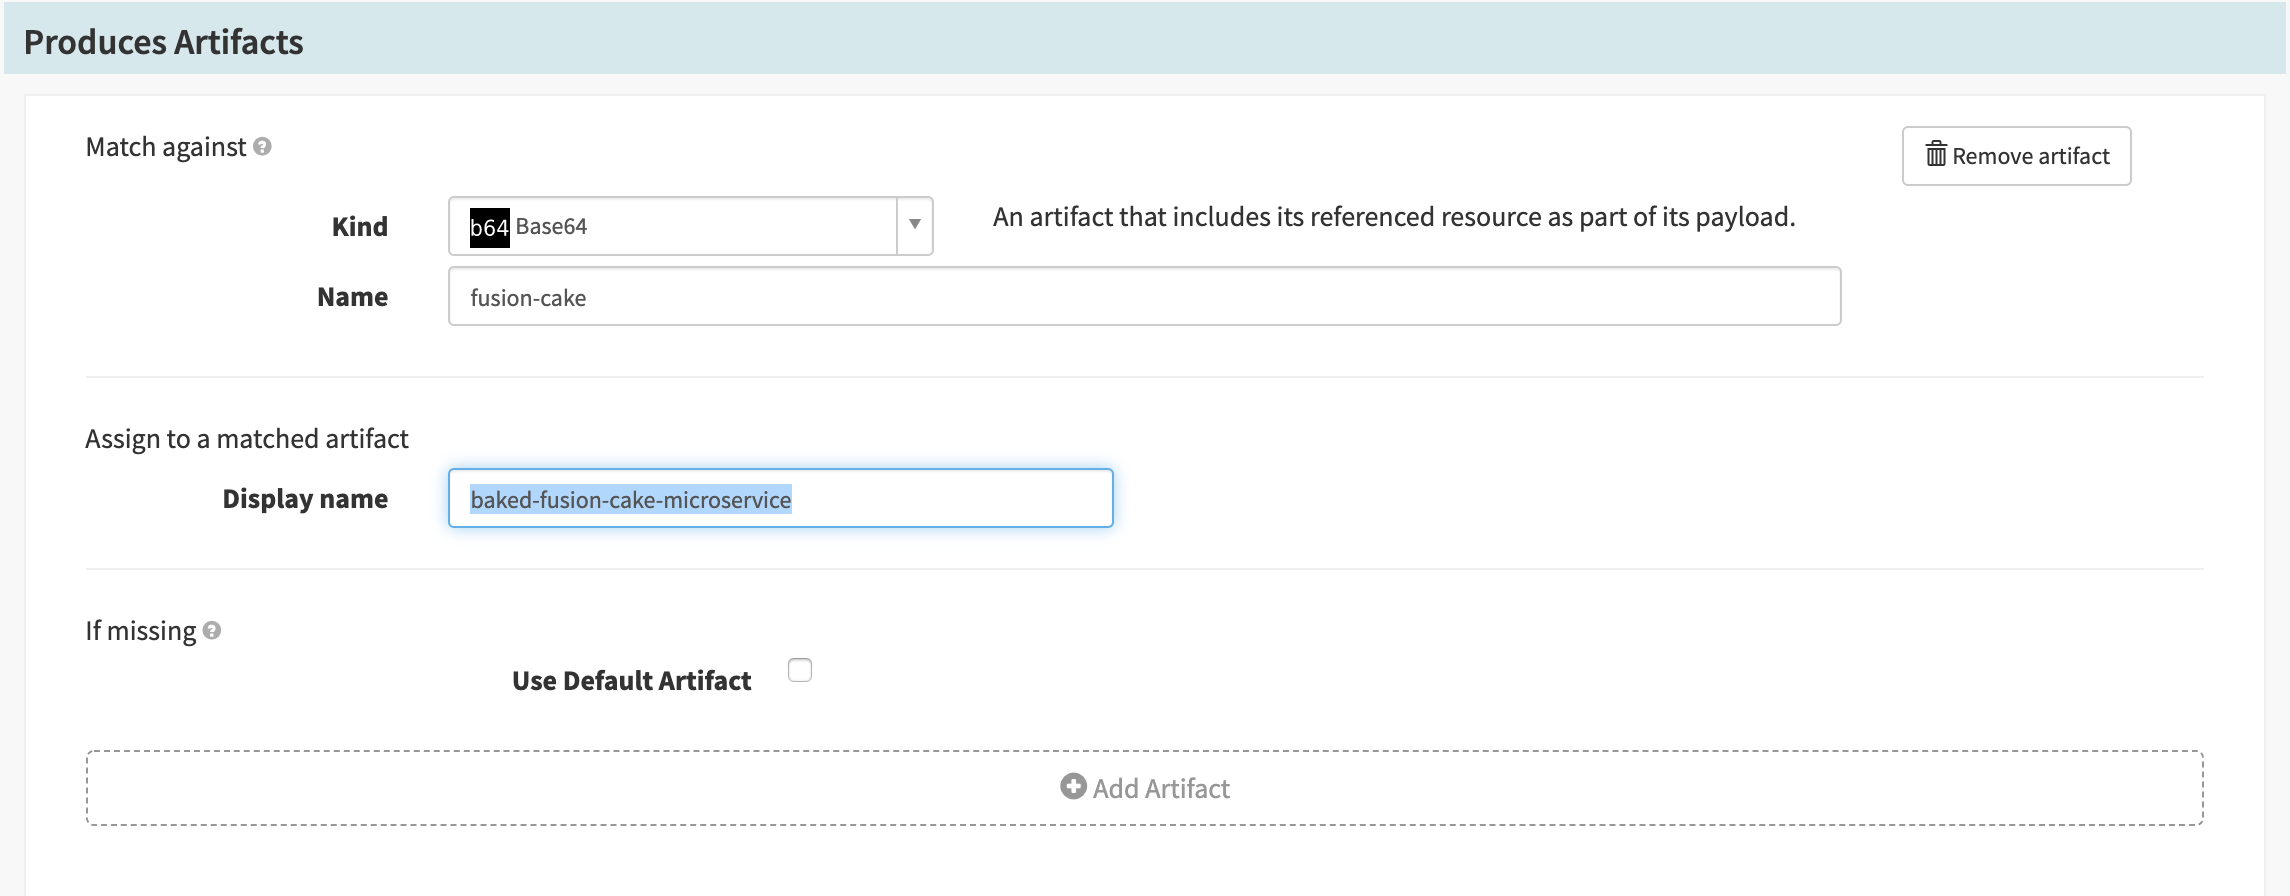 Produces Artifacts
Match against
Remove artifact
Kind
b64 Base64
An artifact that includes its referenced resource as part of its payload.
Name
fusion-cake
Assign to a matched artifact
Display name
baked-fusion-cake-microservice
If missing
Use Default Artifact
Add Artifact